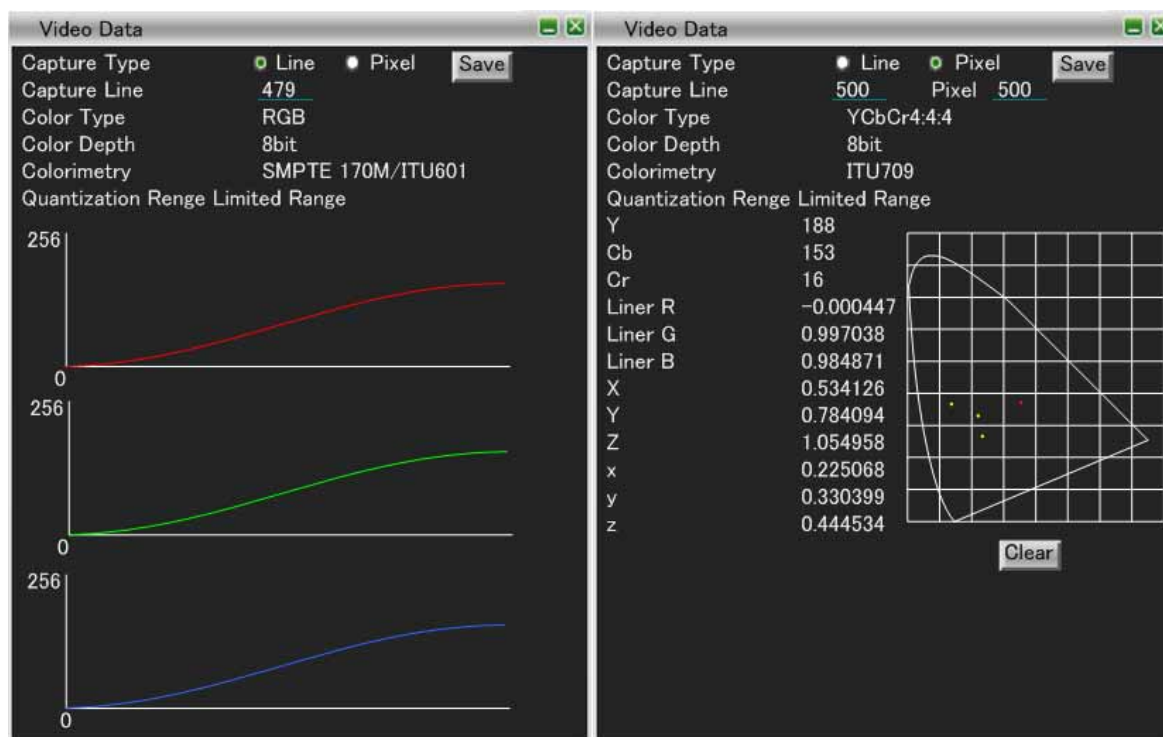 Video Data
Capture Type Line Pixel Save
Capture Line 479
Color Type RGB
Color Depth 8bit
Colorimetry SMPTE 170M/ITU601
Quantization Renge Limited Range
256
0
256
0
256
0
Video Data
Capture Type Line Pixel Save
Capture Line 500 Pixel 500
Color Type YCbCr4:4:4
Color Depth 8bit
Colorimetry ITU709
Quantization Renge Limited Range
Y 188
Cb 153
Cr 16
Liner R -0.000447
Liner G 0.997038
Liner B 0.984871
X 0.534126
Y 0.784094
Z 1.054958
x 0.225068
y 0.330399
z 0.444534
Clear